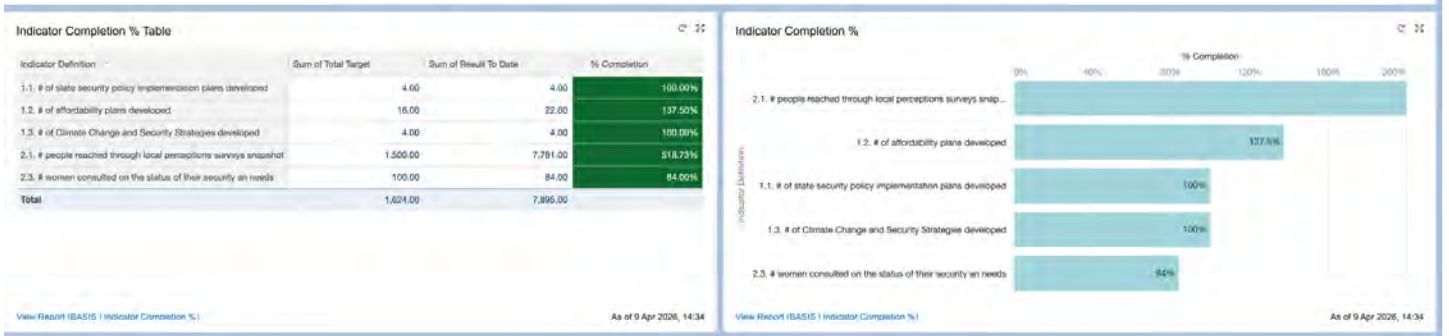 Indicator Completion % Table
Indicator Definition Sum of Total Target Sum of Result To Date % Completion
1.1. # of state security policy implementation plans developed 4.00 4.00 100.00%
1.2. # of affordability plans developed 16.00 22.00 137.50%
1.3. # of Climate Change and Security Strategies developed 4.00 4.00 100.00%
2.1. # people reached through local perceptions surveys snapshot 1,500.00 7,781.00 518.73%
2.3. # women consulted on the status of their security an needs 100.00 84.00 84.00%
Total 1,624.00 7,895.00
View Report (BASIS | Indicator Completion %)
As of 9 Apr 2026, 14:34
Indicator Completion %
% Completion
0% 40% 80% 120% 160% 200%
Indicator Definition
2.1. # people reached through local perceptions surveys snap...
1.2. # of affordability plans developed 137.5%
1.1. # of state security policy implementation plans developed 100%
1.3. # of Climate Change and Security Strategies developed 100%
2.3. # women consulted on the status of their security an needs 84%
View Report (BASIS | Indicator Completion %)
As of 9 Apr 2026, 14:34